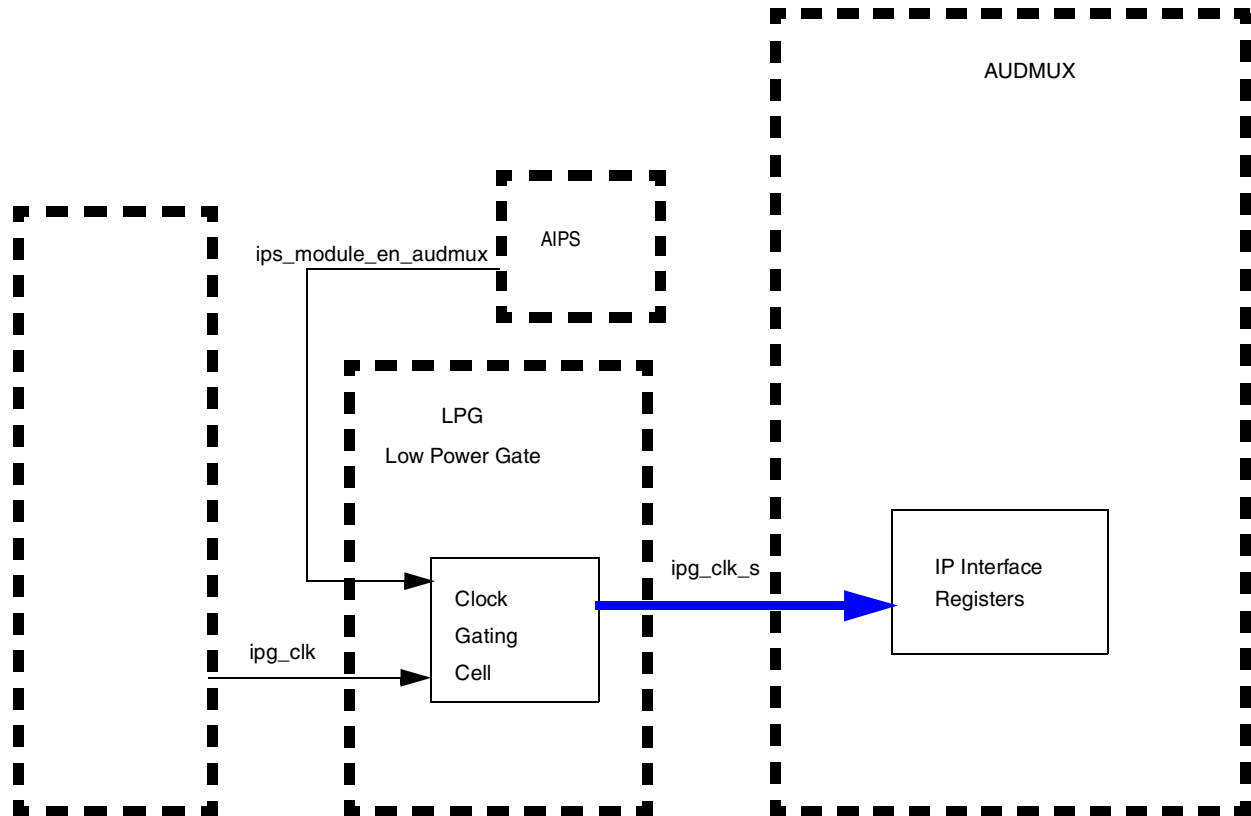 AUDMUX
AIPS
ips_module_en_audmux
LPG
Low Power Gate
ipg_clk_s
IP Interface
Registers
Clock
Gating
Cell
ipg_clk